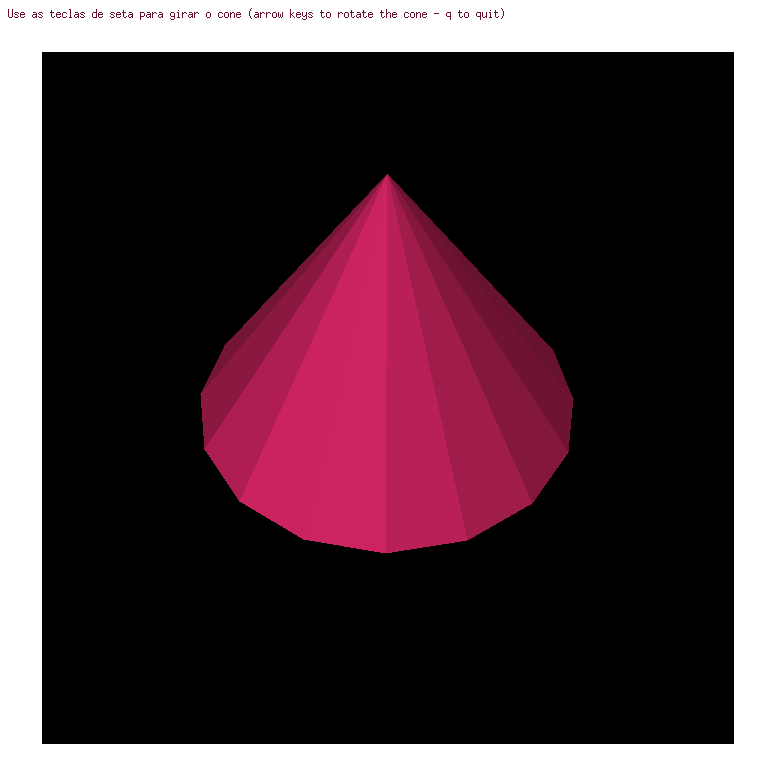 Use as teclas de seta para girar o cone (arrow keys to rotate the cone - q to quit)